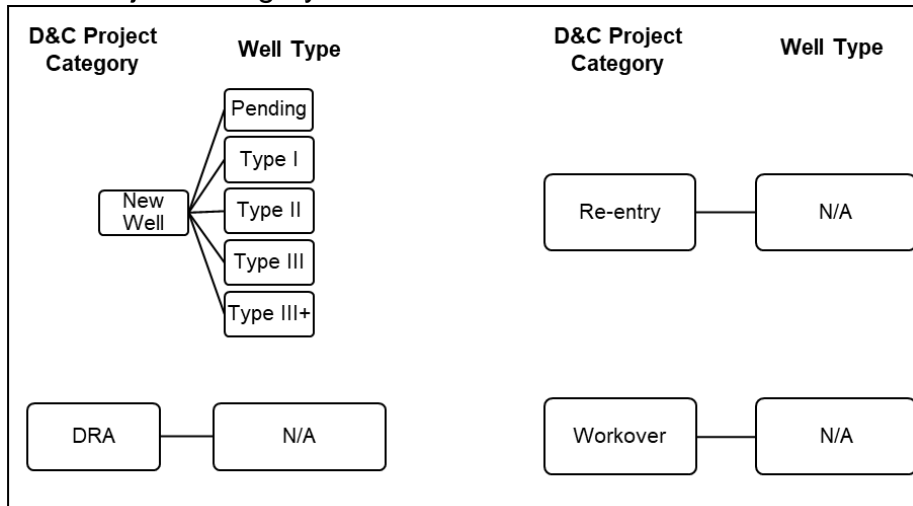 D&C Project
Category
Well Type
Pending
Type I
New
Well
Type II
Type III
Type III+
DRA
N/A
D&C Project
Category
Well Type
Re-entry
N/A
Workover
N/A